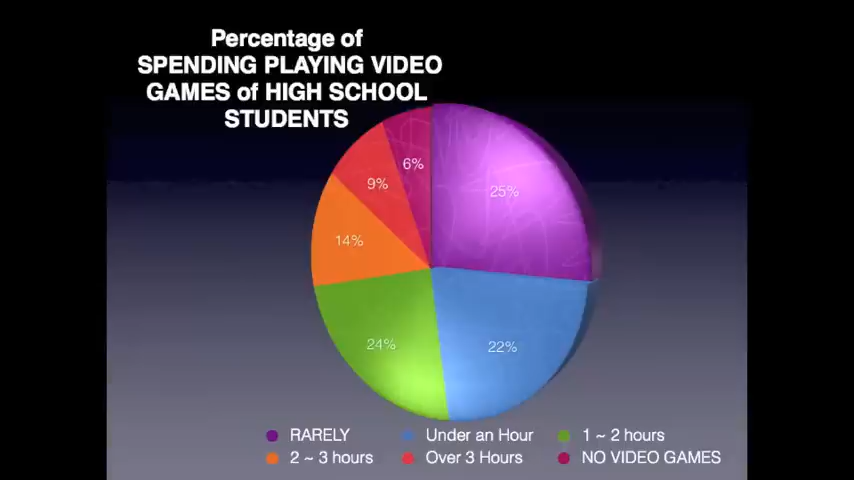 Percentage of
SPENDING PLAYING VIDEO
GAMES of HIGH SCHOOL
STUDENTS
6%
25%
9%
14%
24%
22%
RARELY
Under an Hour
1 ~ 2 hours
2 ~ 3 hours
Over 3 Hours
NO VIDEO GAMES